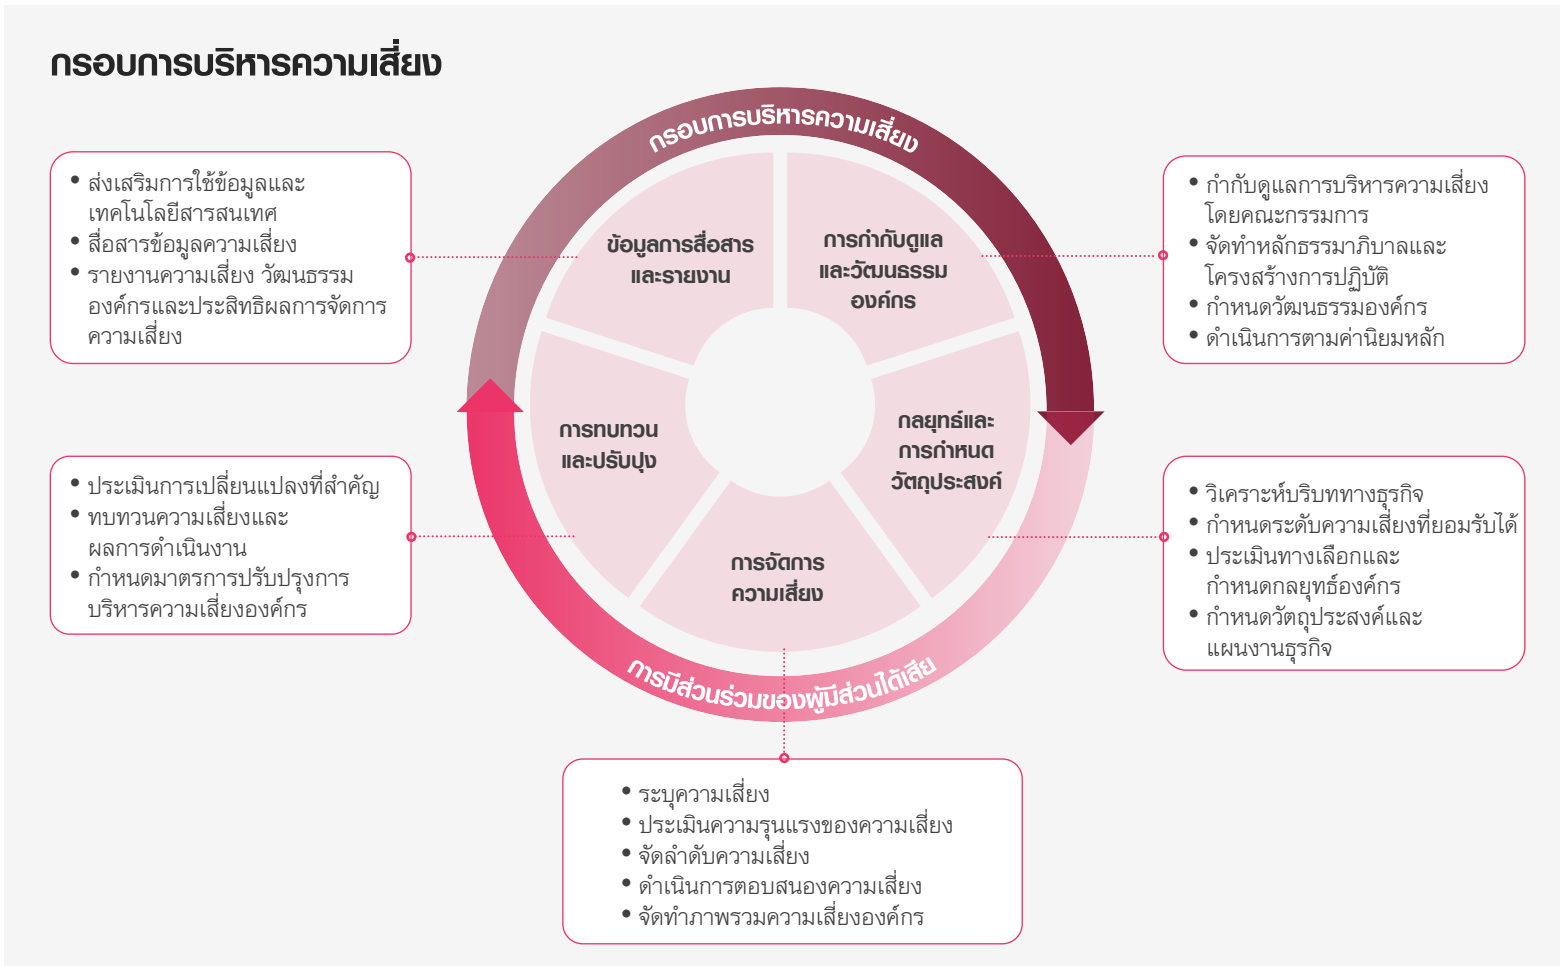 กรอบการบริหารความเสี่ยง
กรอบการบริหารความเสี่ยง
• ส่งเสริมการใช้ข้อมูลและ
เทคโนโลยีสารสนเทศ
• สื่อสารข้อมูลความเสี่ยง
• รายงานความเสี่ยง วัฒนธรรม
องค์กรและประสิทธิผลการจัดการ
ความเสี่ยง
ข้อมูลการสื่อสาร
และรายงาน
การกำกับดูแล
และวัฒนธรรม
องค์กร
• กำกับดูแลการบริหารความเสี่ยง
โดยคณะกรรมการ
• จัดทำหลักธรรมาภิบาลและ
โครงสร้างการปฏิบัติ
• กำหนดวัฒนธรรมองค์กร
• ดำเนินการตามค่านิยมหลัก
การทบทวน
และปรับปุง
กลยุทธ์และ
การกำหนด
วัตถุประสงค์
• ประเมินการเปลี่ยนแปลงที่สำคัญ
• ทบทวนความเสี่ยงและ
ผลการดำเนินงาน
• กำหนดมาตรการปรับปรุงการ
บริหารความเสี่ยงองค์กร
• วิเคราะห์บริบททางธุรกิจ
• กำหนดระดับความเสี่ยงที่ยอมรับได้
• ประเมินทางเลือกและ
กำหนดกลยุทธ์องค์กร
• กำหนดวัตถุประสงค์และ
แผนงานธุรกิจ
การจัดการ
ความเสี่ยง
การมีส่วนร่วมของผู้มีส่วนได้เสีย
• ระบุความเสี่ยง
• ประเมินความรุนแรงของความเสี่ยง
• จัดลำดับความเสี่ยง
• ดำเนินการตอบสนองความเสี่ยง
• จัดทำภาพรวมความเสี่ยงองค์กร